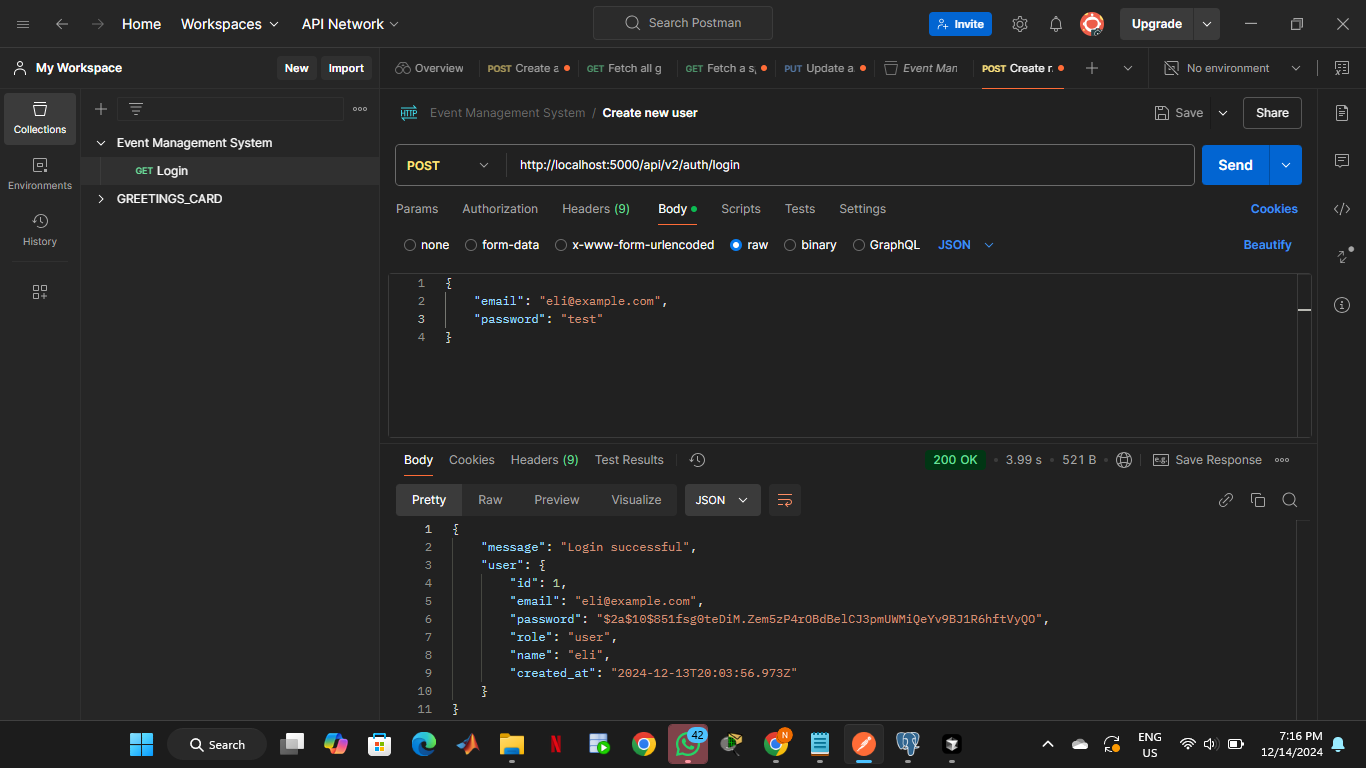 Home Workspaces API Network Search Postman Invite Upgrade
My Workspace New Import Overview POST Create a GET Fetch all g GET Fetch a s, PUT Update a Event Man POST Create r. No environment
Collections
Environments
History
Event Management System
GET Login
GREETINGS_CARD
HTTP Event Management System / Create new user Save Share
POST http://localhost:5000/api/v2/auth/login Send
Params Authorization Headers (9) Body Scripts Tests Settings Cookies
none form-data x-www-form-urlencoded raw binary GraphQL JSON Beautify
1 {
2 "email": "eli@example.com",
3 "password": "test"
4 }
Body Cookies Headers (9) Test Results 200 OK 3.99 s 521 B e.g. Save Response
Pretty Raw Preview Visualize JSON
1 {
2 "message": "Login successful",
3 "user": {
4 "id": 1,
5 "email": "eli@example.com",
6 "password": "$2a$10$851fsg0teDiM.Zem5zP4rOBdBelCJ3pmUWMiQeYv9BJ1R6hftVyQO",
7 "role": "user",
8 "name": "eli",
9 "created_at": "2024-12-13T20:03:56.973Z"
10 }
11 }
Search 42 N ENG US 7:16 PM
12/14/2024